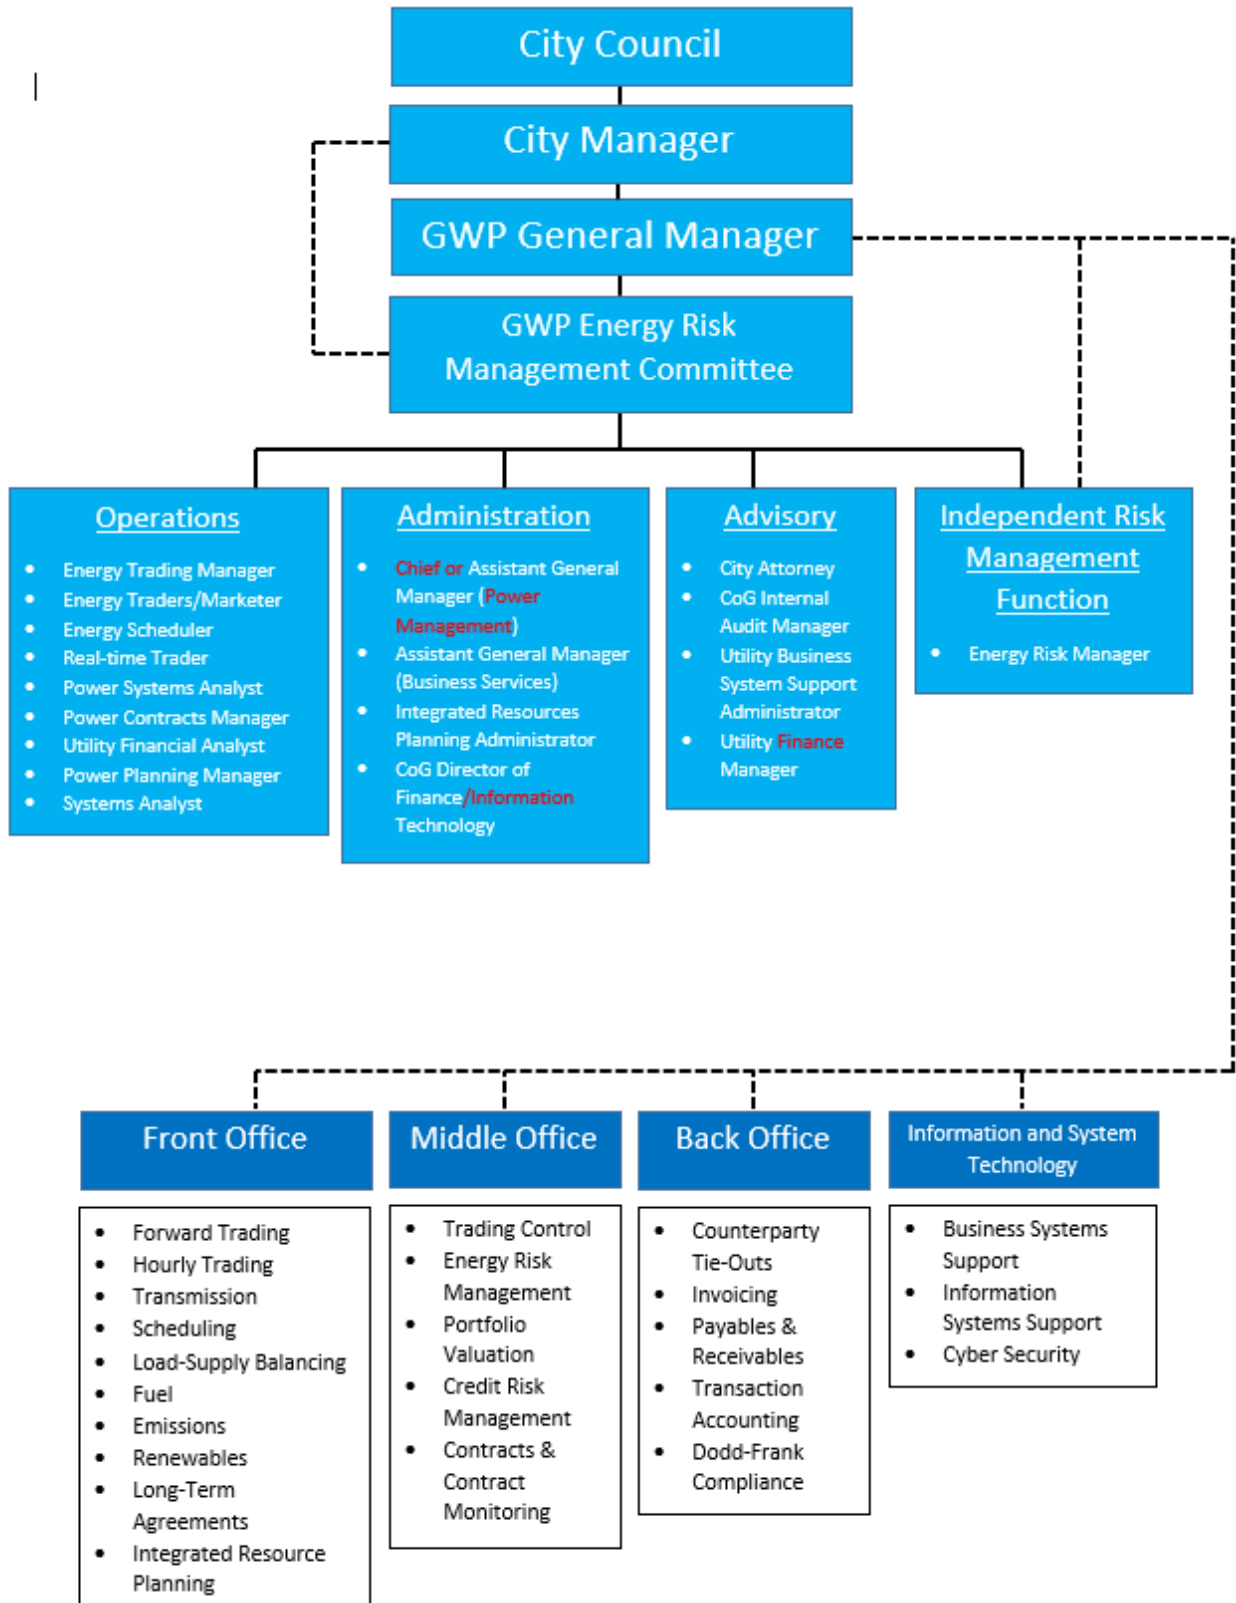 City Council
City Manager
GWP General Manager
GWP Energy Risk
Management Committee
Operations
• Energy Trading Manager
• Energy Traders/Marketer
• Energy Scheduler
• Real-time Trader
• Power Systems Analyst
• Power Contracts Manager
• Utility Financial Analyst
• Power Planning Manager
• Systems Analyst
Administration
• Chief or Assistant General
Manager (Power
Management)
• Assistant General Manager
(Business Services)
• Integrated Resources
Planning Administrator
• CoG Director of
Finance/Information
Technology
Advisory
• City Attorney
• CoG Internal
Audit Manager
• Utility Business
System Support
Administrator
• Utility Finance
Manager
Independent Risk
Management
Function
• Energy Risk Manager
Front Office
• Forward Trading
• Hourly Trading
• Transmission
• Scheduling
• Load-Supply Balancing
• Fuel
• Emissions
• Renewables
• Long-Term
Agreements
• Integrated Resource
Planning
Middle Office
• Trading Control
• Energy Risk
Management
• Portfolio
Valuation
• Credit Risk
Management
• Contracts &
Contract
Monitoring
Back Office
• Counterparty
Tie-Outs
• Invoicing
• Payables &
Receivables
• Transaction
Accounting
• Dodd-Frank
Compliance
Information and System
Technology
• Business Systems
Support
• Information
Systems Support
• Cyber Security